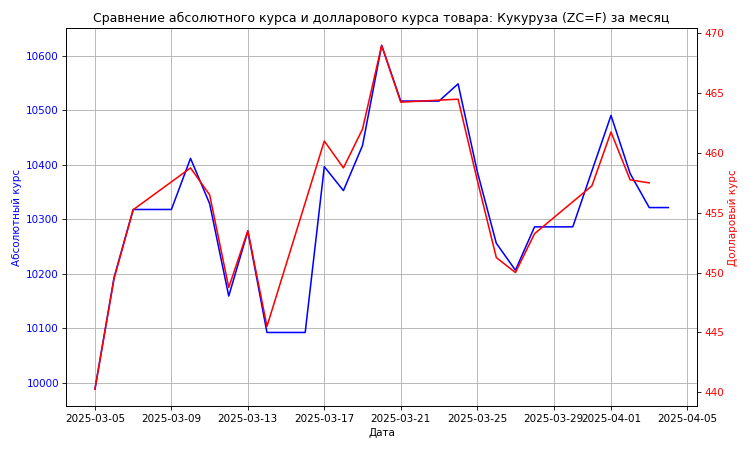 Сравнение абсолютного курса и долларового курса товара: Кукуруза (ZC=F) за месяц
Абсолютный курс
10600
10500
10400
10300
10200
10100
10000
470
465
460
455
450
445
440
Долларовый курс
2025-03-05 2025-03-09 2025-03-13 2025-03-17 2025-03-21 2025-03-25 2025-03-29 2025-04-01 2025-04-05
Дата